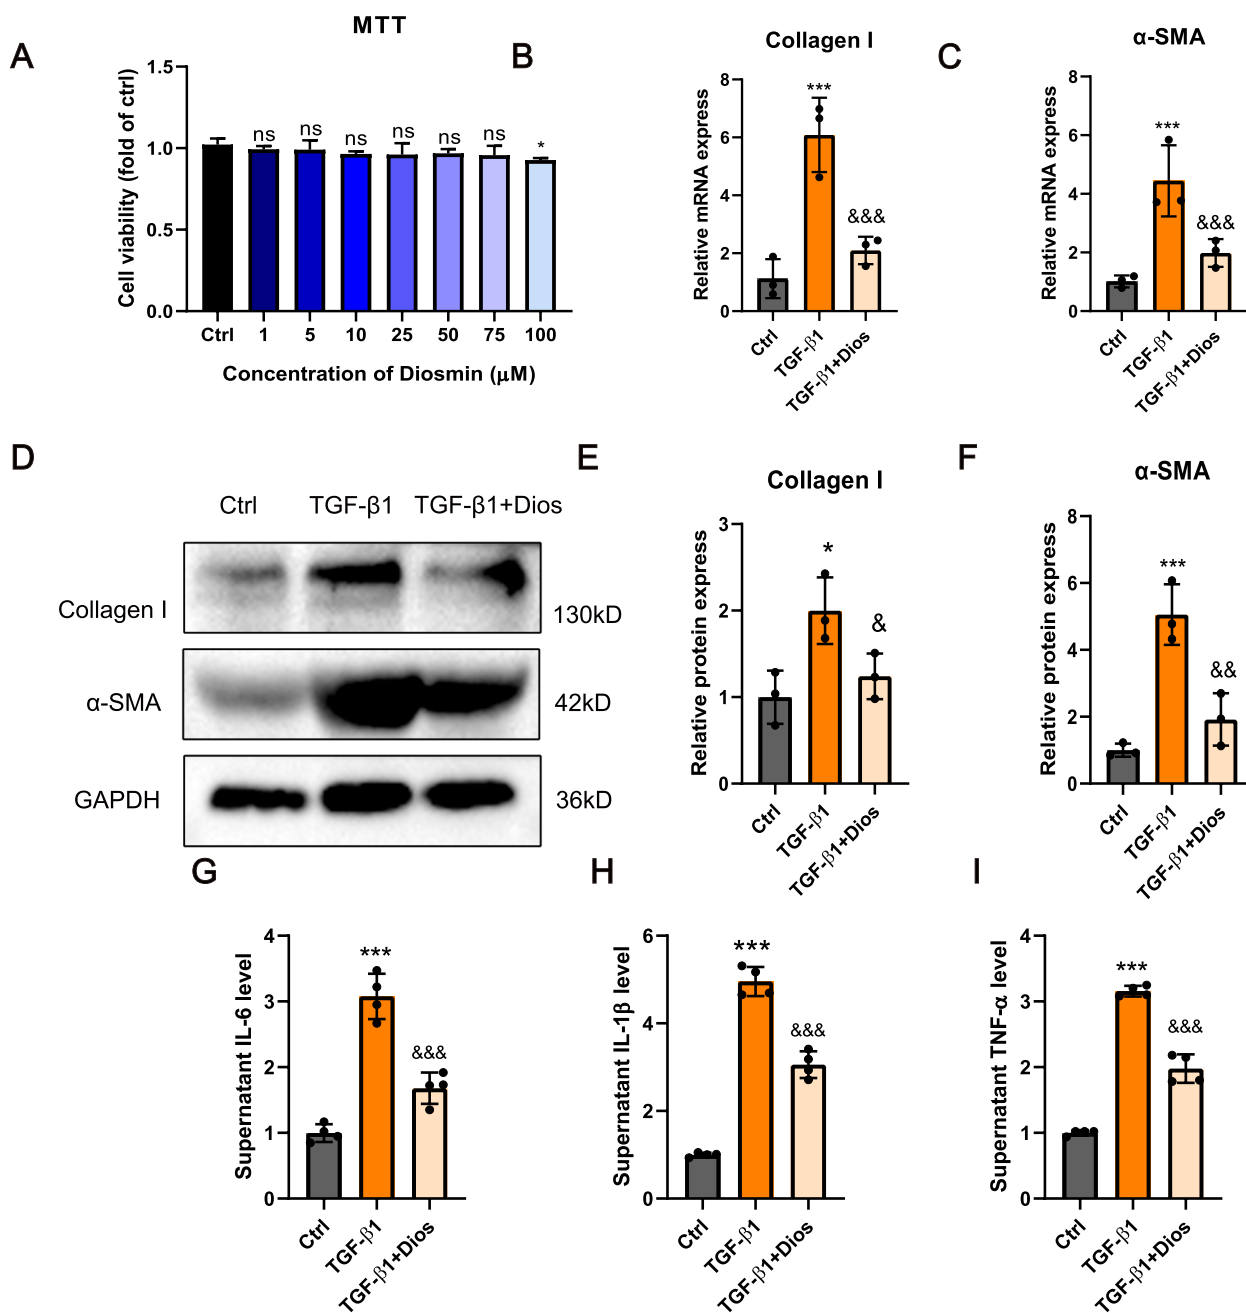 A
MTT
Cell viability (fold of ctrl)
1.5
1.0
0.5
0.0
ns
ns
ns
ns
ns
ns
*
Ctrl 1 5 10 25 50 75 100
Concentration of Diosmin (μM)
B
Collagen I
Relative mRNA express
8
6
4
2
0
***
&&&
Ctrl
TGF-β1
TGF-β1+Dios
C
α-SMA
Relative mRNA express
8
6
4
2
0
***
&&&
Ctrl
TGF-β1
TGF-β1+Dios
D
Ctrl TGF-β1 TGF-β1+Dios
Collagen I 130kD
α-SMA 42kD
GAPDH 36kD
E
Collagen I
Relative protein express
3
2
1
0
*
&
Ctrl
TGF-β1
TGF-β1+Dios
F
α-SMA
Relative protein express
8
6
4
2
0
***
&&
Ctrl
TGF-β1
TGF-β1+Dios
G
Supernatant IL-6 level
4
3
2
1
0
***
&&&
Ctrl
TGF-β1
TGF-β1+Dios
H
Supernatant IL-1β level
6
4
2
0
***
&&&
Ctrl
TGF-β1
TGF-β1+Dios
I
Supernatant TNF-α level
4
3
2
1
0
***
&&&
Ctrl
TGF-β1
TGF-β1+Dios